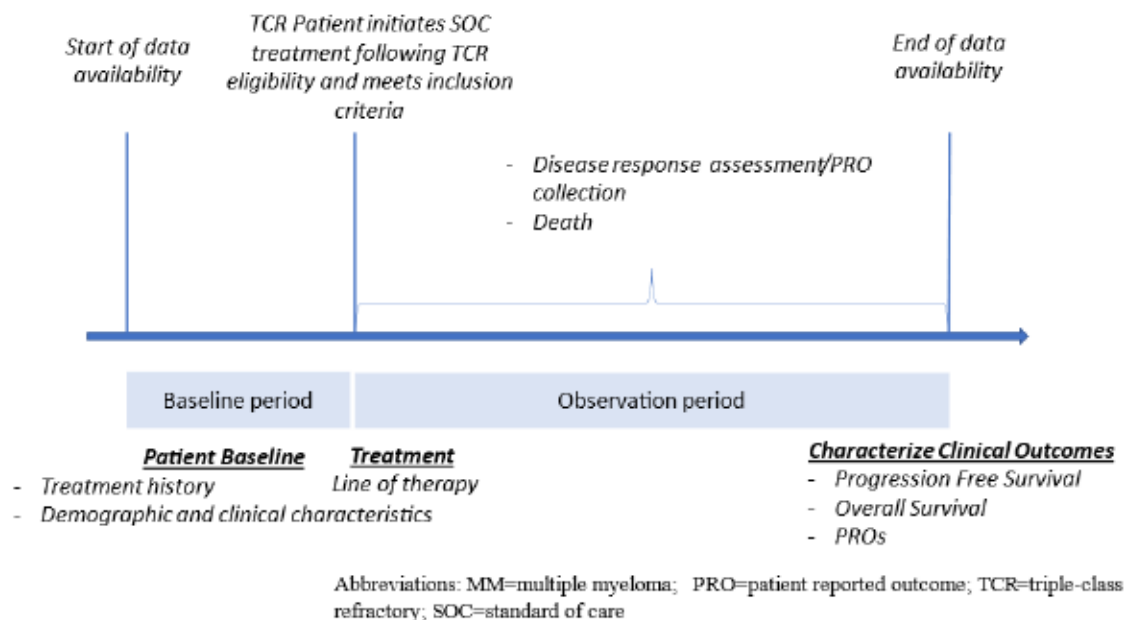 Start of data
availability
TCR Patient initiates SOC
treatment following TCR
eligibility and meets inclusion
criteria
End of data
availability
- Disease response assessment/PRO
collection
- Death
Baseline period
Observation period
Patient Baseline
- Treatment history
- Demographic and clinical characteristics
Treatment
Line of therapy
Characterize Clinical Outcomes
- Progression Free Survival
- Overall Survival
- PROs
Abbreviations: MM=multiple myeloma; PRO=patient reported outcome; TCR=triple-class
refractory; SOC=standard of care